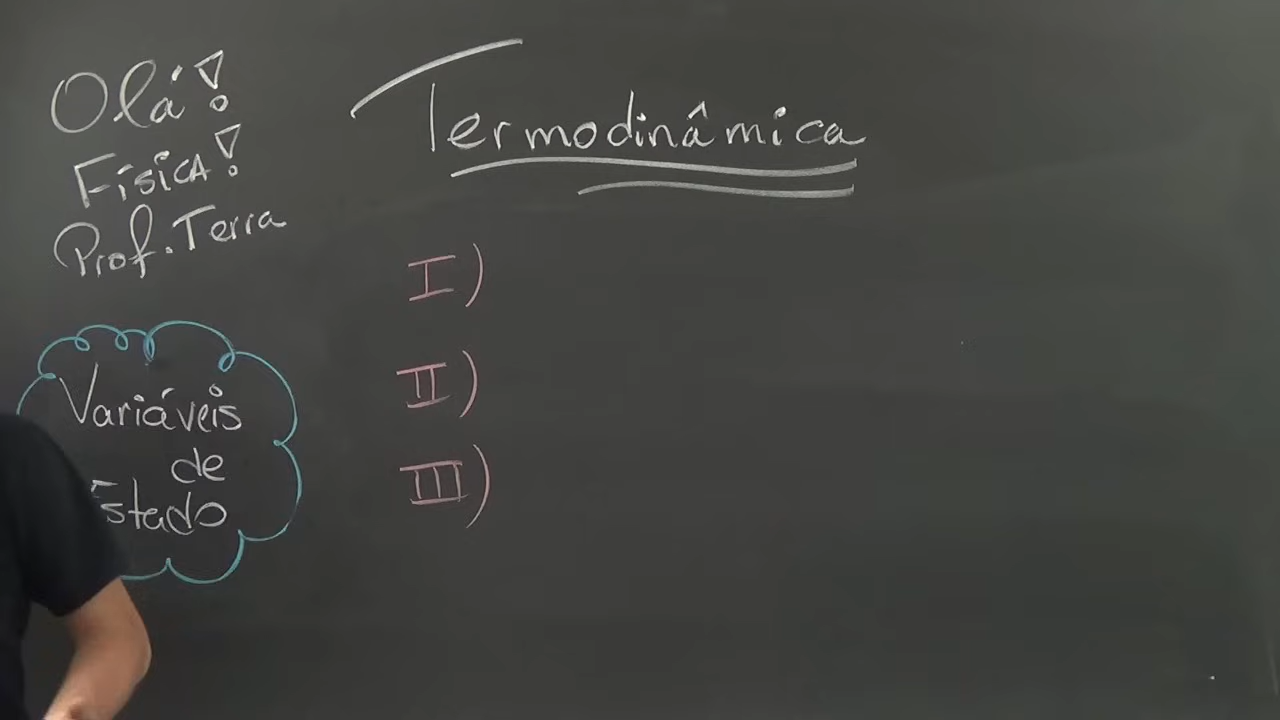 Olá!
Física!
Prof. Terra
Termodinâmica
I)
II)
III)
Variáveis
de
Estado